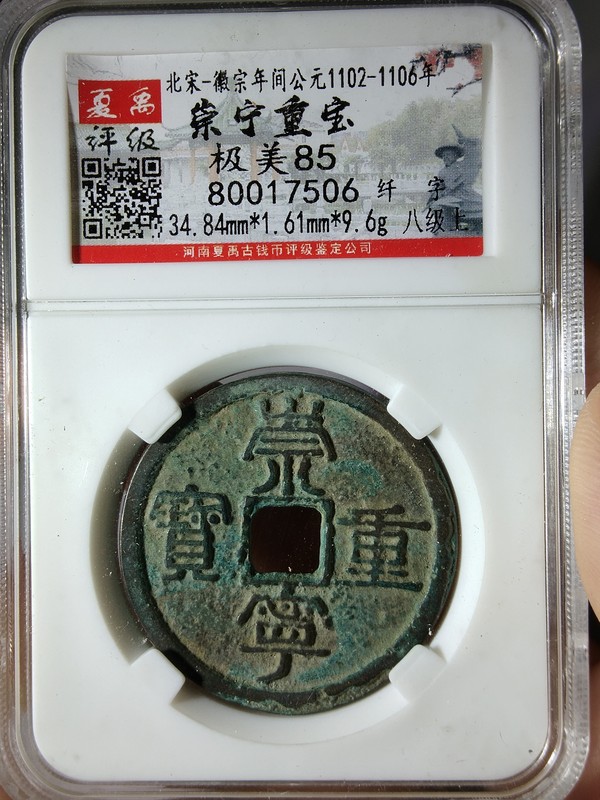 夏禹
评级
北宋-徽宗年间公元1102-1106年
崇宁重宝
极美85
80017506 纤字
34.84mm*1.61mm*9.6g 八级上
河南夏禹古钱币评级鉴定公司
崇
寶 重
寧